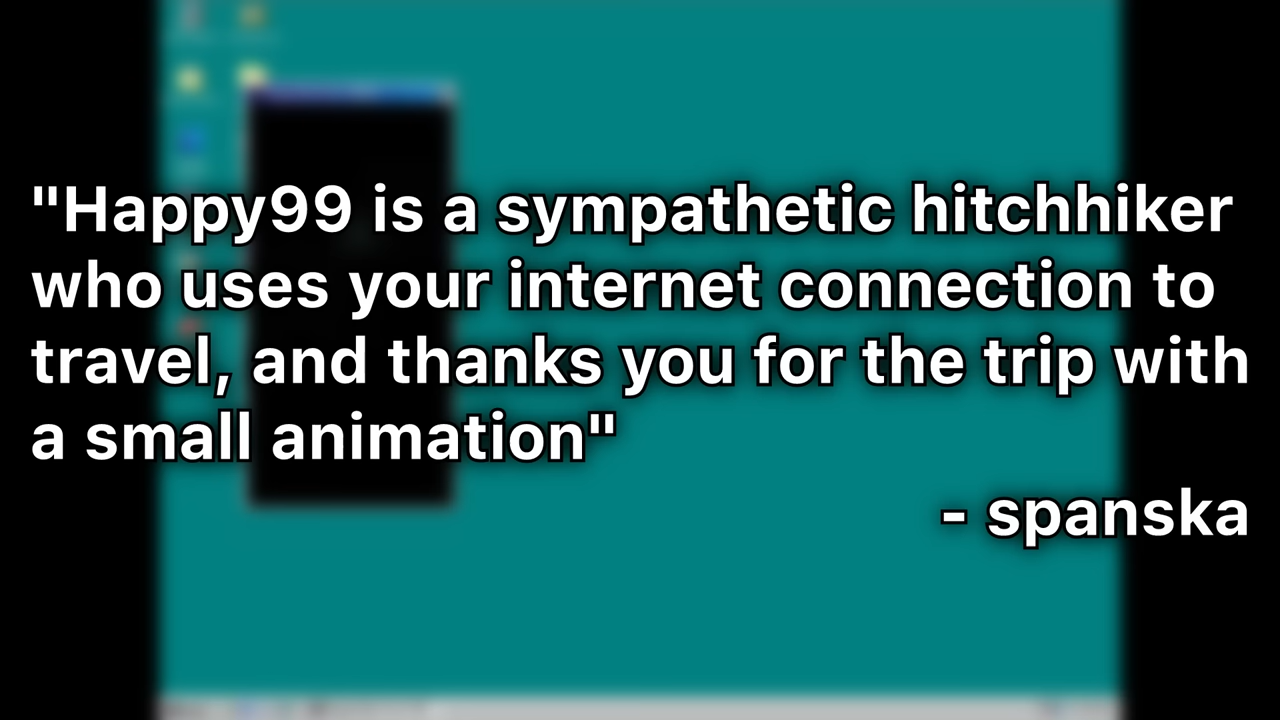 "Happy99 is a sympathetic hitchhiker
who uses your internet connection to
travel, and thanks you for the trip with
a small animation"
- spanska